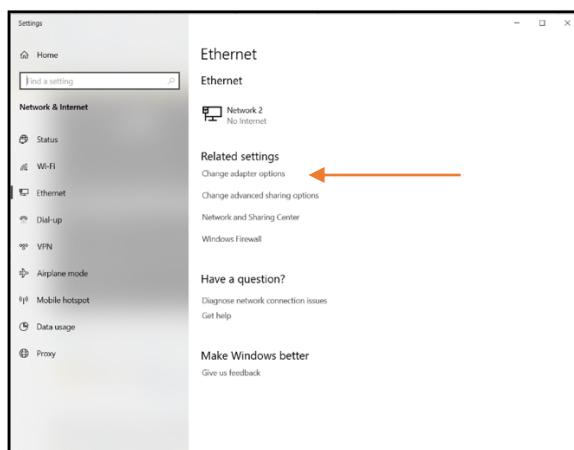 Settings
Home
Find a setting
Network & Internet
Status
Wi-Fi
Ethernet
Dial-up
VPN
Airplane mode
Mobile hotspot
Data usage
Proxy
Ethernet
Ethernet
Network 2
No Internet
Related settings
Change adapter options
Change advanced sharing options
Network and Sharing Center
Windows Firewall
Have a question?
Diagnose network connection issues
Get help
Make Windows better
Give us feedback